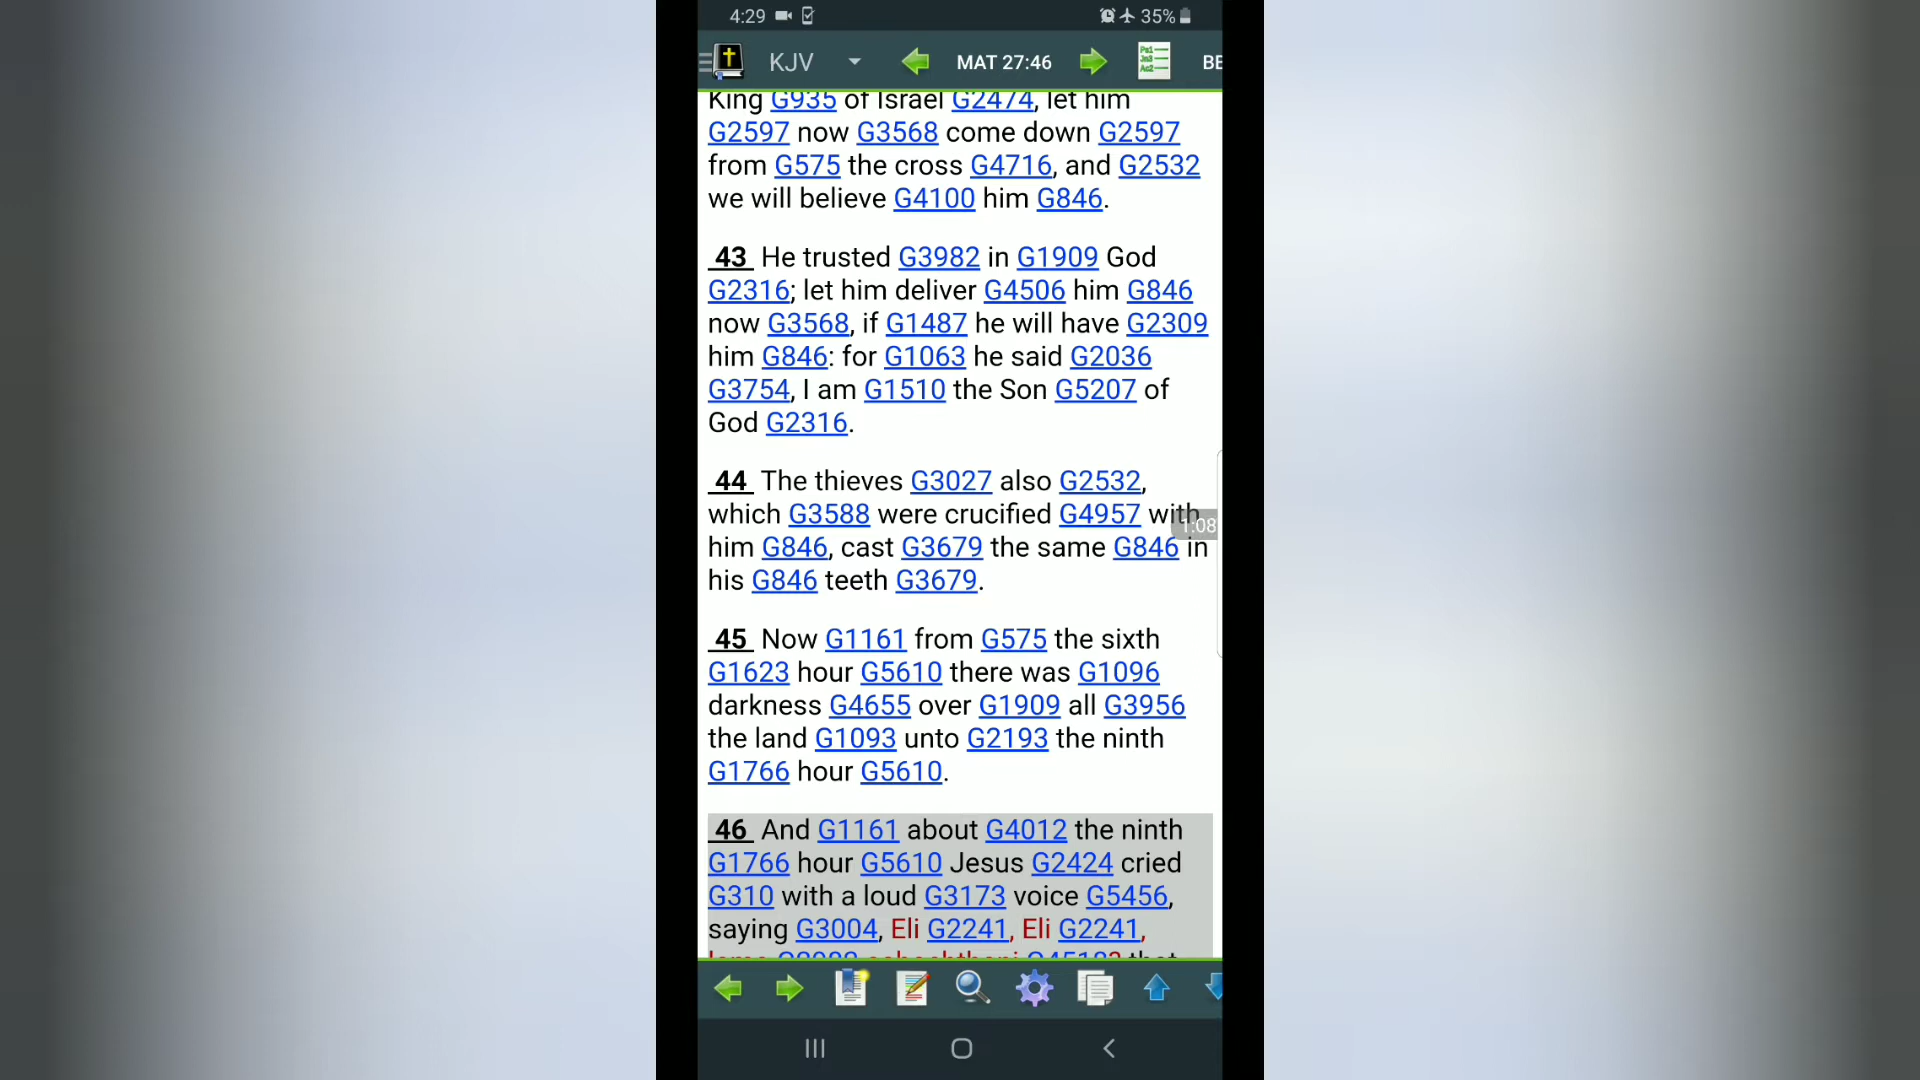 4:29 35%
KJV MAT 27:46 BE
Ps1
Jn3
Ac2
King G935 of Israel G2474, let him
G2597 now G3568 come down G2597
from G575 the cross G4716, and G2532
we will believe G4100 him G846.
43 He trusted G3982 in G1909 God
G2316; let him deliver G4506 him G846
now G3568, if G1487 he will have G2309
him G846: for G1063 he said G2036
G3754, I am G1510 the Son G5207 of
God G2316.
44 The thieves G3027 also G2532,
which G3588 were crucified G4957 with
1:08
him G846, cast G3679 the same G846 in
his G846 teeth G3679.
45 Now G1161 from G575 the sixth
G1623 hour G5610 there was G1096
darkness G4655 over G1909 all G3956
the land G1093 unto G2193 the ninth
G1766 hour G5610.
46 And G1161 about G4012 the ninth
G1766 hour G5610 Jesus G2424 cried
G310 with a loud G3173 voice G5456,
saying G3004, Eli G2241, Eli G2241,